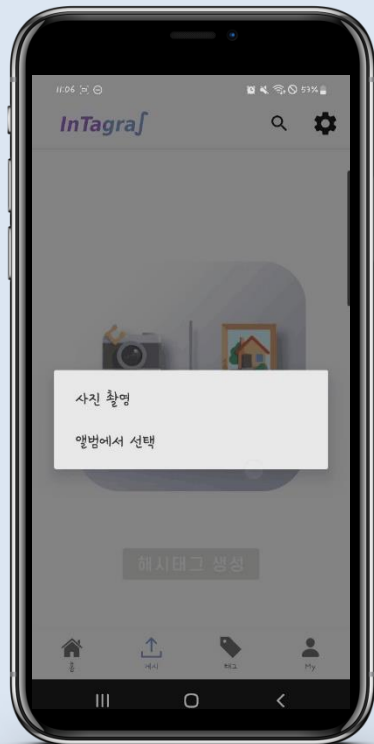 11:06
53%
InTagra∫
사진 촬영
앨범에서 선택
해시태그 생성
홈
게시
태그
My